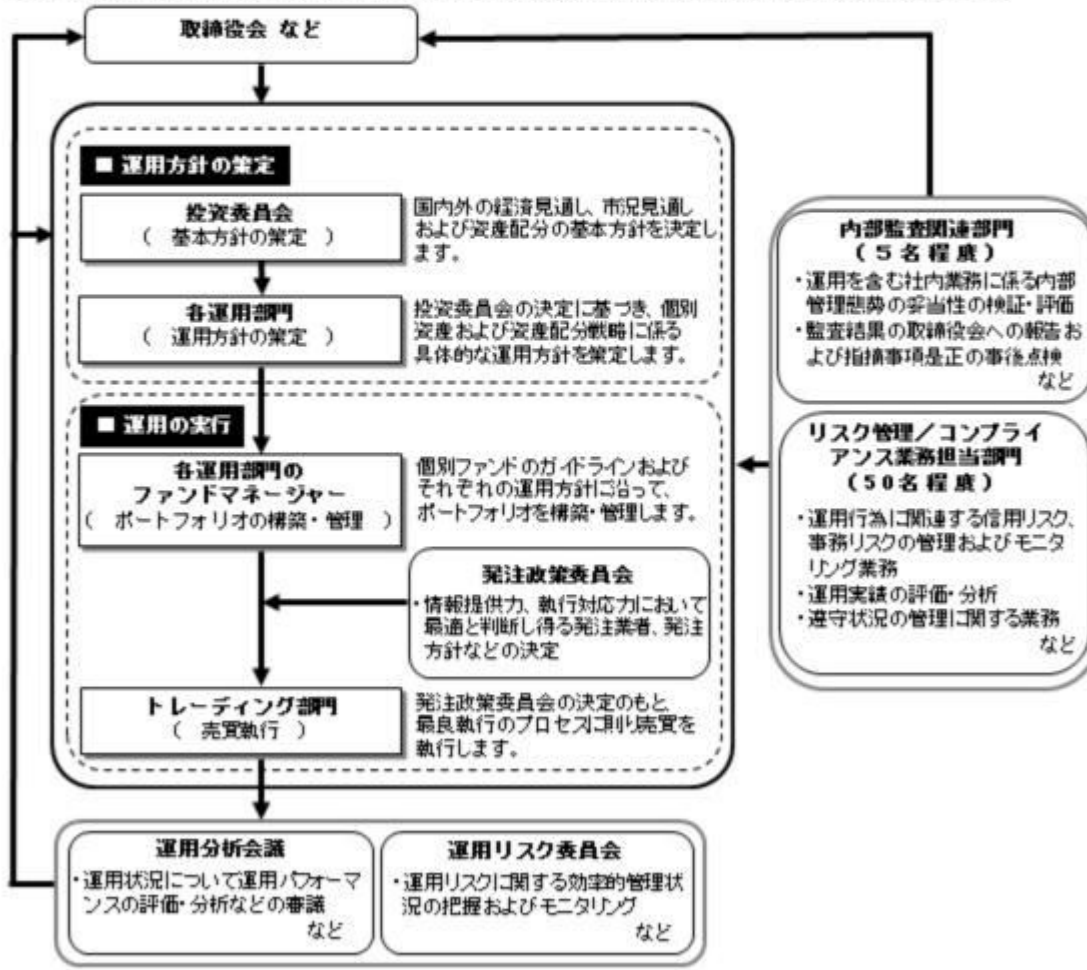 取締役会 など
■ 運用方針の策定
投資委員会
（ 基本方針の策定 ）
国内外の経済見通し、市況見通し
および資産配分の基本方針を決定し
ます。
各運用部門
（ 運用方針の策定 ）
投資委員会の決定に基づき、個別
資産および資産配分戦略に係る
具体的な運用方針を策定します。
■ 運用の実行
各運用部門の
ファンドマネージャー
（ ポートフォリオの構築・管理 ）
個別ファンドのガイドラインおよび
それぞれの運用方針に沿って、
ポートフォリオを構築・管理します。
発注政策委員会
・情報提供力、執行対応力において
最適と判断し得る発注業者、発注
方針などの決定
トレーディング部門
（ 売買執行 ）
発注政策委員会の決定のもと、
最良執行のプロセスに則り売買を
執行します。
運用分析会議
・運用状況について運用パフォーマ
ンスの評価・分析などの審議
など
運用リスク委員会
・運用リスクに関する効率的管理状
況の把握およびモニタリング
など
内部監査関連部門
（５名程度）
・運用を含む社内業務に係る内部
管理態勢の妥当性の検証・評価
・監査結果の取締役会への報告お
よび指摘事項是正の事後点検
など
リスク管理／コンプライ
アンス業務担当部門
（50名程度）
・運用行為に関連する信用リスク、
事務リスクの管理およびモニタ
リング業務
・運用実績の評価・分析
・遵守状況の管理に関する業務
など